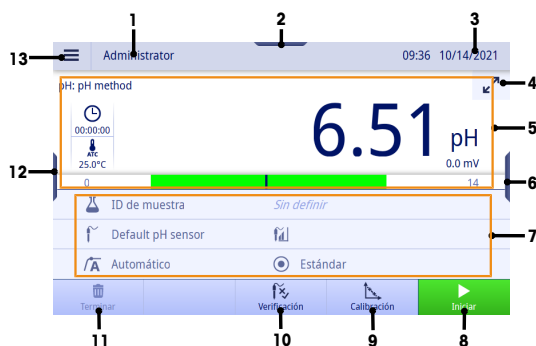 1 2 3
13 Administrator 09:36 10/14/2021
pH: pH method 4
00:00:00 6.51 pH 5
ATC
25.0°C 0.0 mV
12 0 14 6
ID de muestra Sin definir
Default pH sensor 7
A Automático Estándar
Terminar Verificación Calibración Iniciar
11 10 9 8